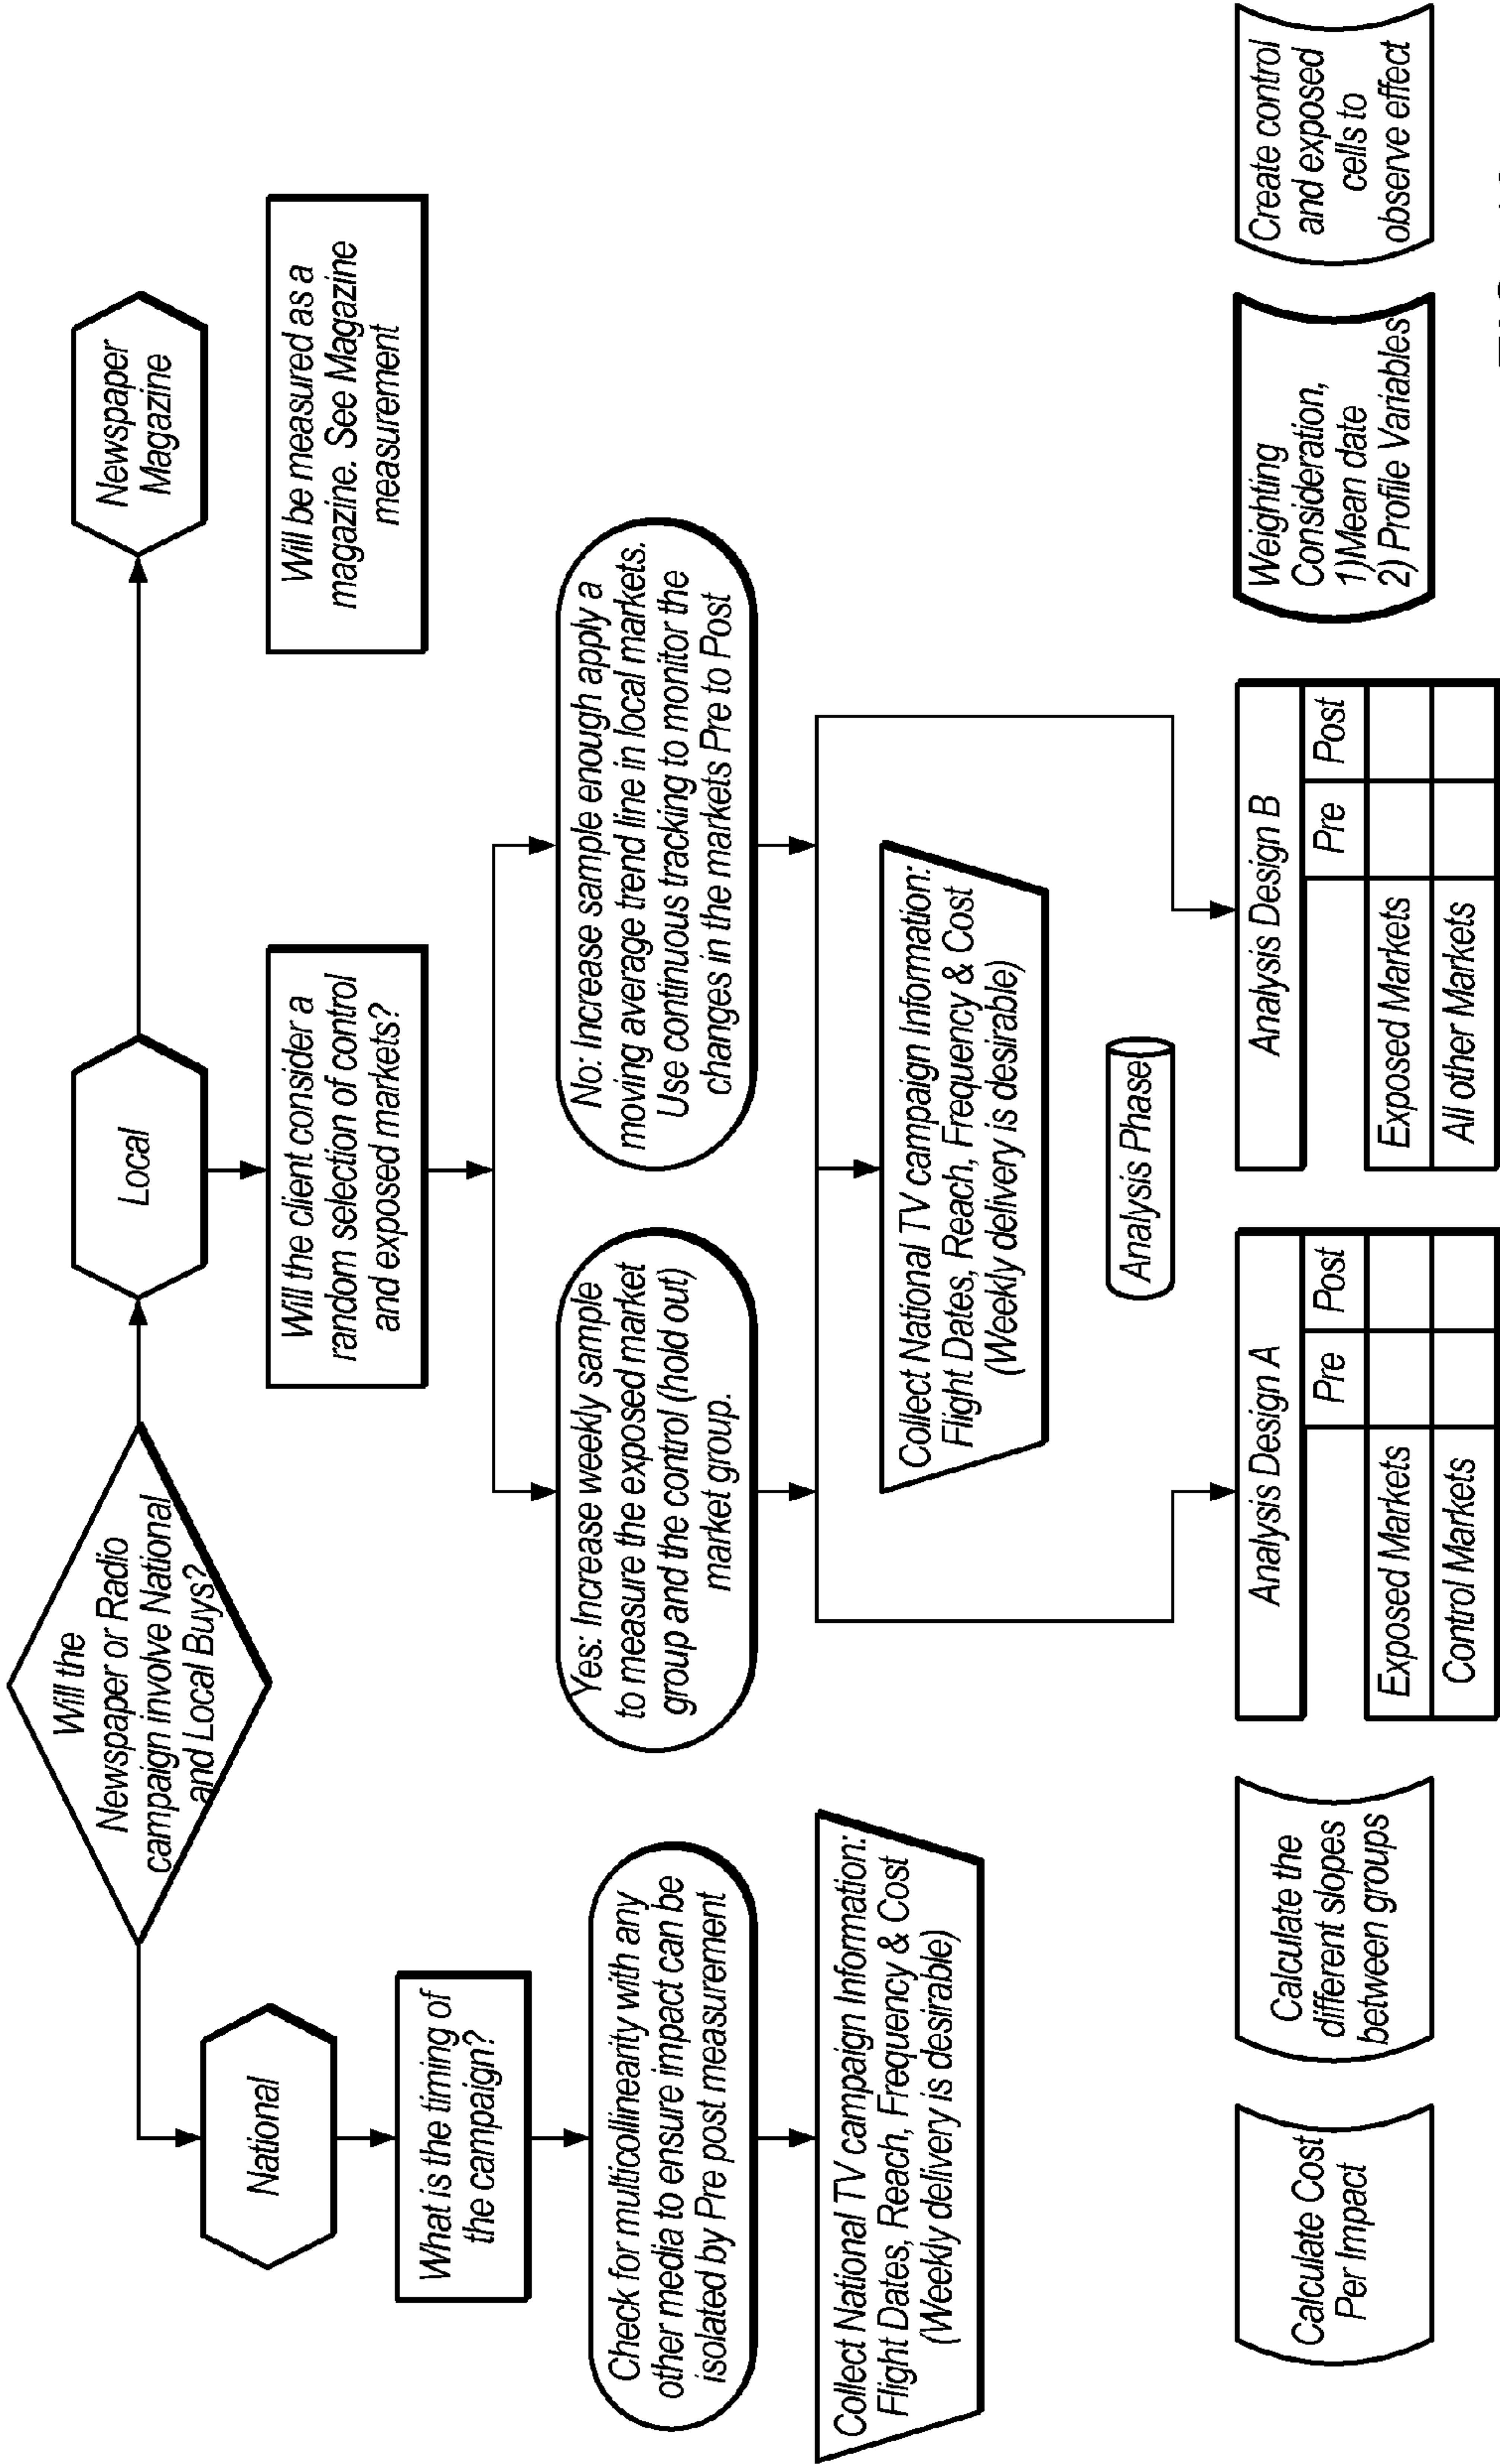 Will the
Newspaper or Radio
campaign involve National
and Local Buys?
National
Local
Newspaper
Magazine
What is the timing of
the campaign?
Will the client consider a
random selection of control
and exposed markets?
Will be measured as a
magazine. See Magazine
measurement
Check for multicollinearity with any
other media to ensure impact can be
isolated by Pre post measurement
Yes: Increase weekly sample
to measure the exposed market
group and the control (hold out)
market group.
No: Increase sample enough apply a
moving average trend line in local markets.
Use continuous tracking to monitor the
changes in the markets Pre to Post
Collect National TV campaign Information:
Flight Dates, Reach, Frequency & Cost
(Weekly delivery is desirable)
Collect National TV campaign Information:
Flight Dates, Reach, Frequency & Cost
(Weekly delivery is desirable)
Analysis Phase
Calculate Cost
Per Impact
Calculate the
different slopes
between groups
Analysis Design A
Pre Post
Exposed Markets
Control Markets
Analysis Design B
Pre Post
Exposed Markets
All other Markets
Weighting
Consideration,
1)Mean date
2) Profile Variables
Create control
and exposed
cells to
observe effect